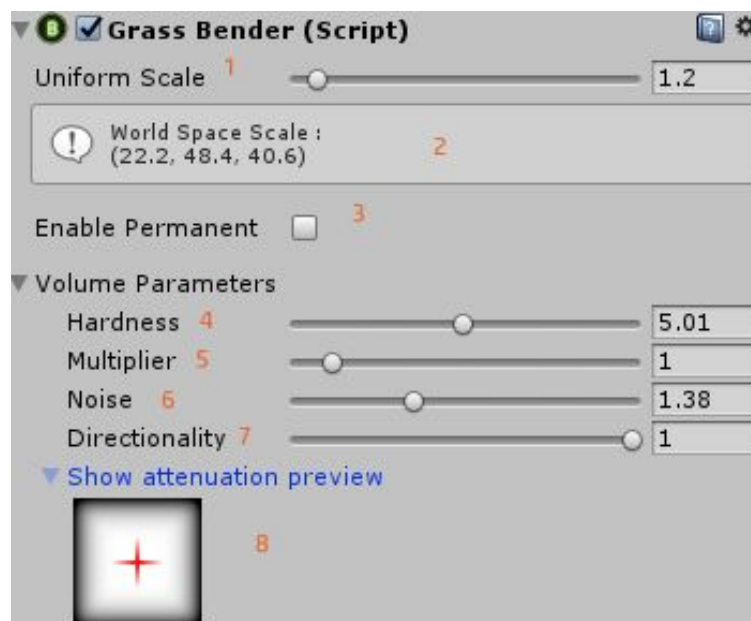 B Grass Bender (Script)
Uniform Scale 1 1.2
! World Space Scale :
(22.2, 48.4, 40.6) 2
Enable Permanent 3
Volume Parameters
Hardness 4 5.01
Multiplier 5 1
Noise 6 1.38
Directionality 7 1
Show attenuation preview
8